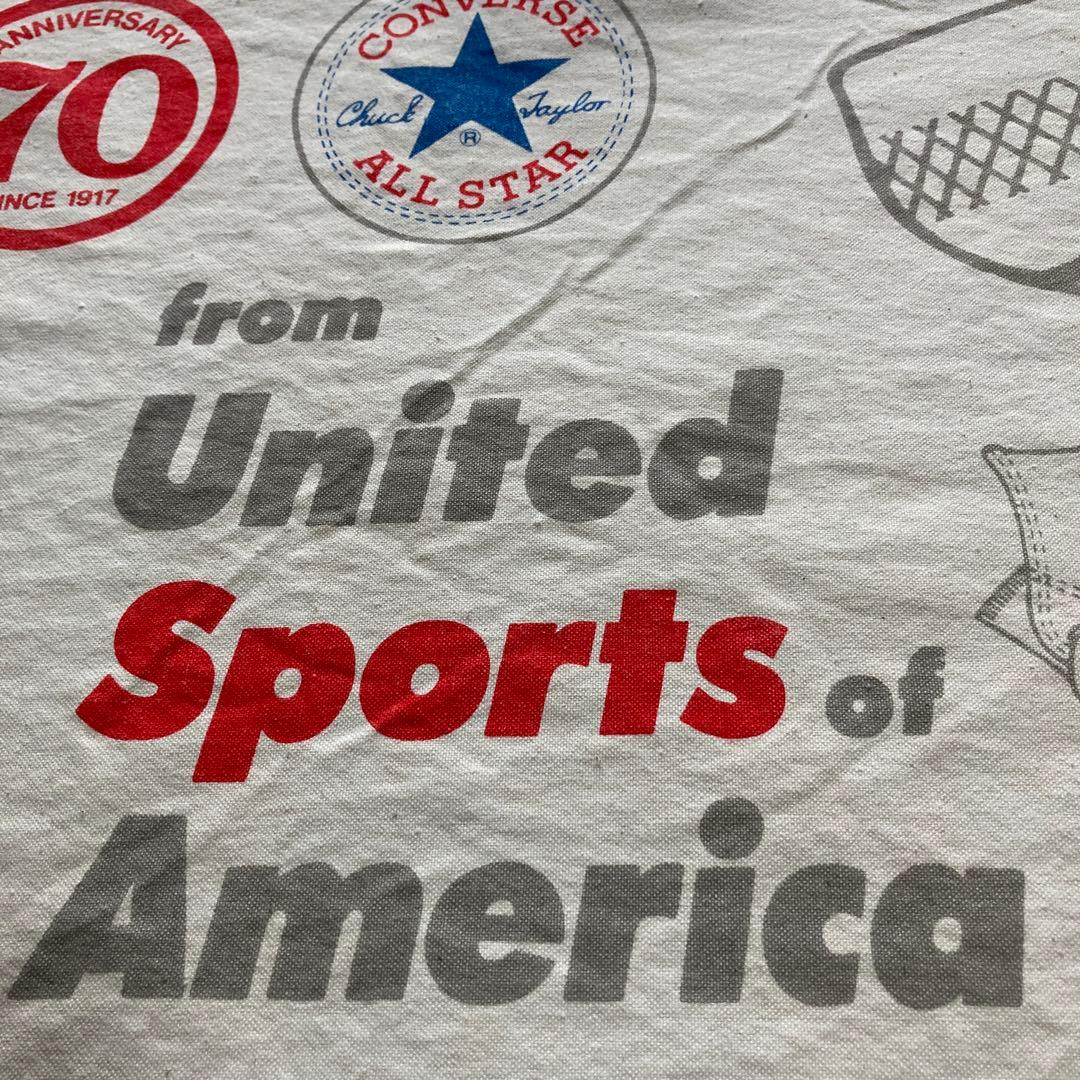 ANNIVERSARY
70
SINCE 1917
CONVERSE
Chuck Taylor
®
ALL STAR
from
United
Sports of
America